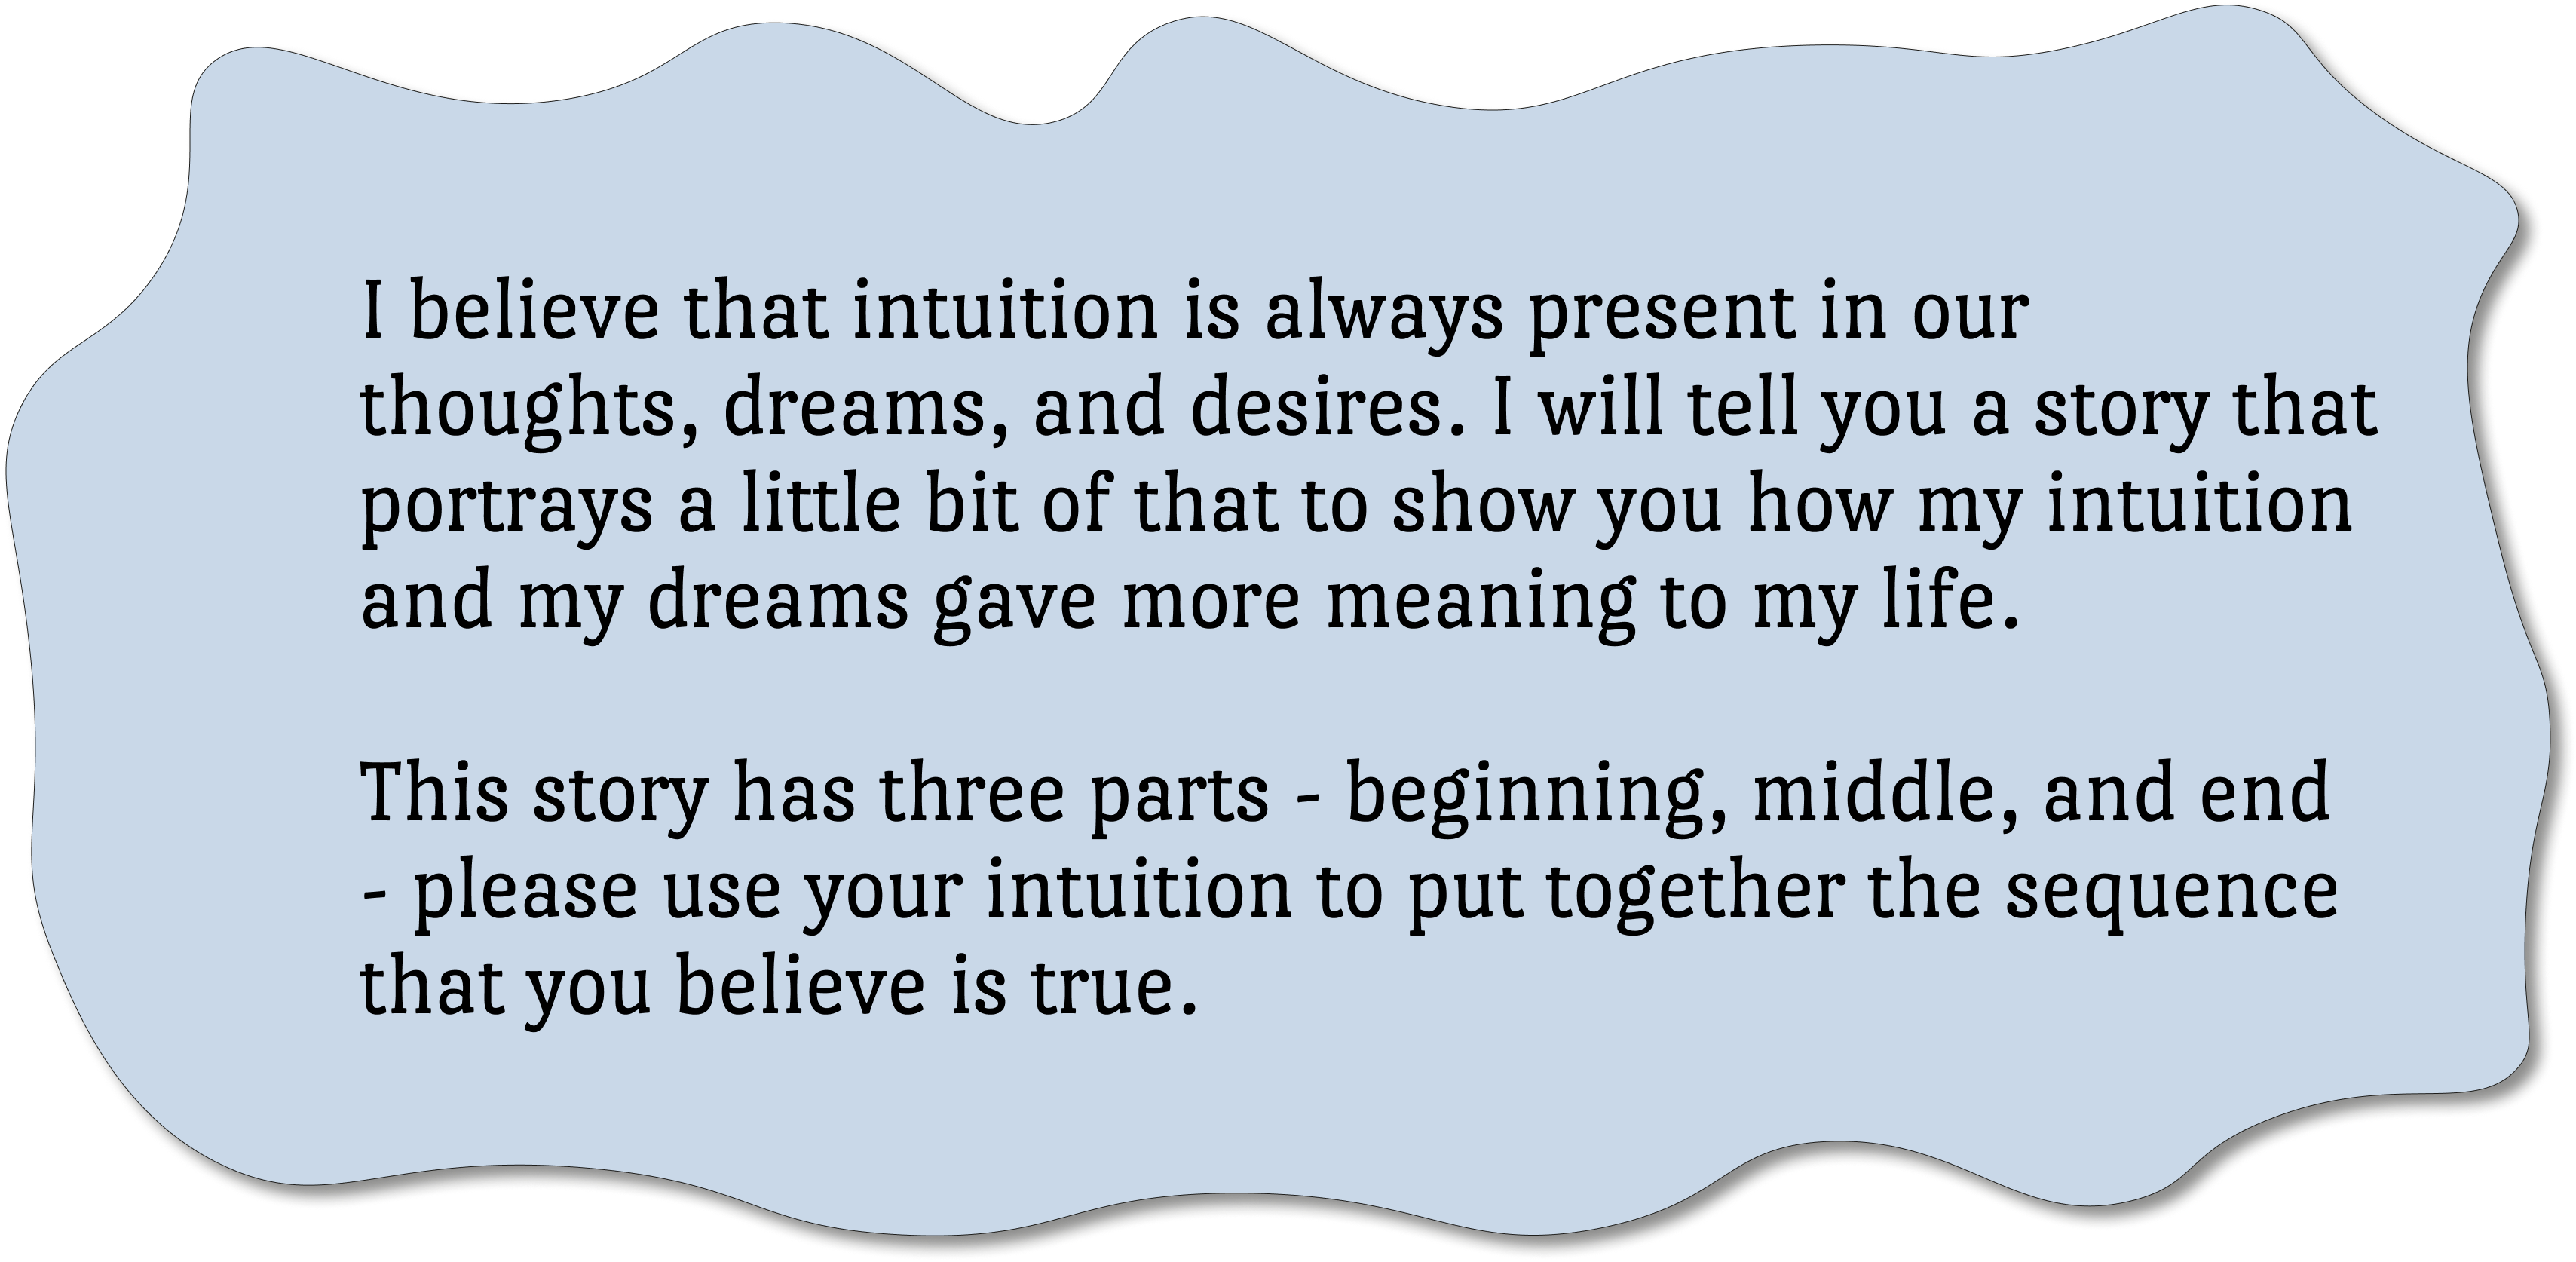 I believe that intuition is always present in our
thoughts, dreams, and desires. I will tell you a story that
portrays a little bit of that to show you how my intuition
and my dreams gave more meaning to my life.
This story has three parts - beginning, middle, and end
- please use your intuition to put together the sequence
that you believe is true.